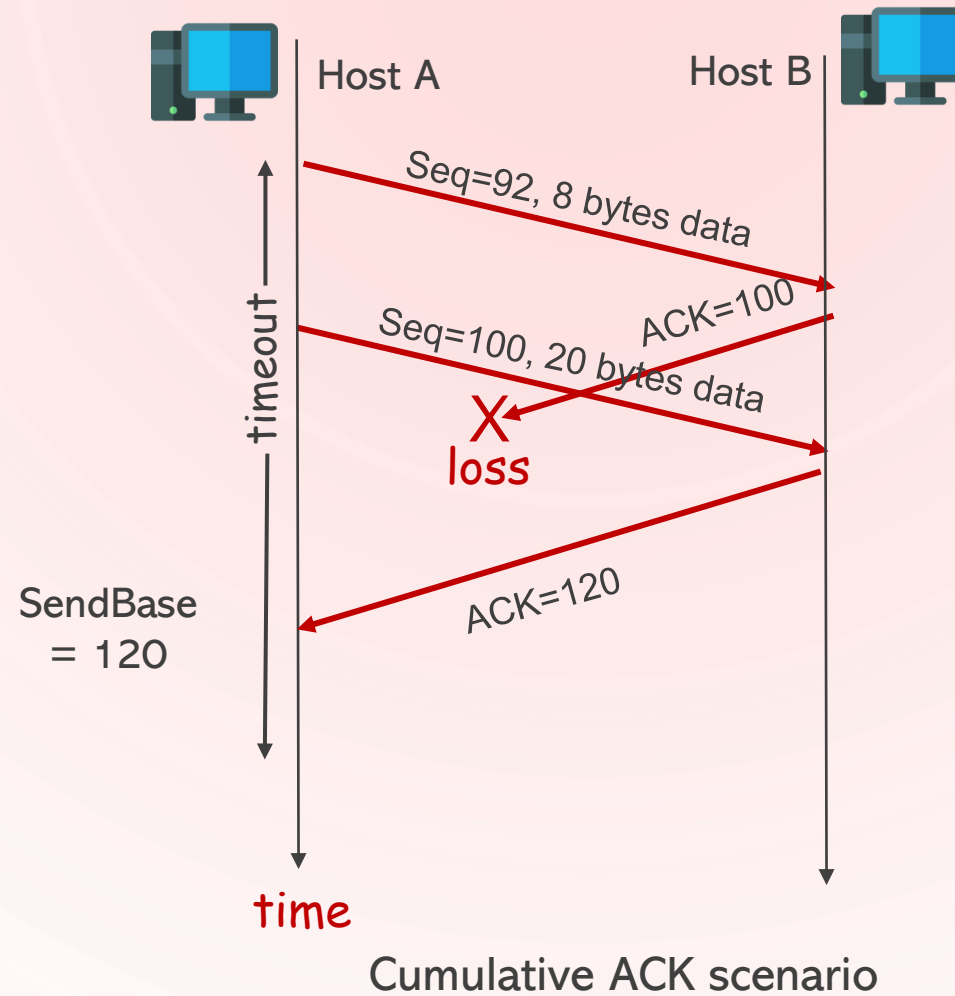 Host A
Host B
Seq=92, 8 bytes data
ACK=100
timeout
Seq=100, 20 bytes data
X
loss
ACK=120
SendBase
= 120
time
Cumulative ACK scenario